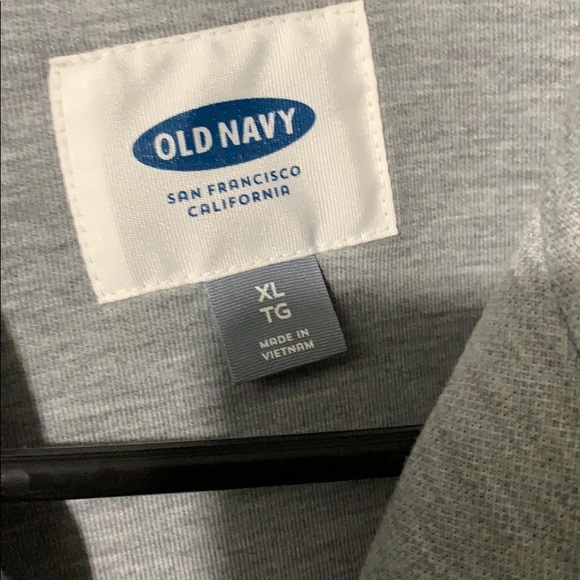 OLD NAVY
SAN FRANCISCO
CALIFORNIA
XL
TG
MADE IN
VIETNAM